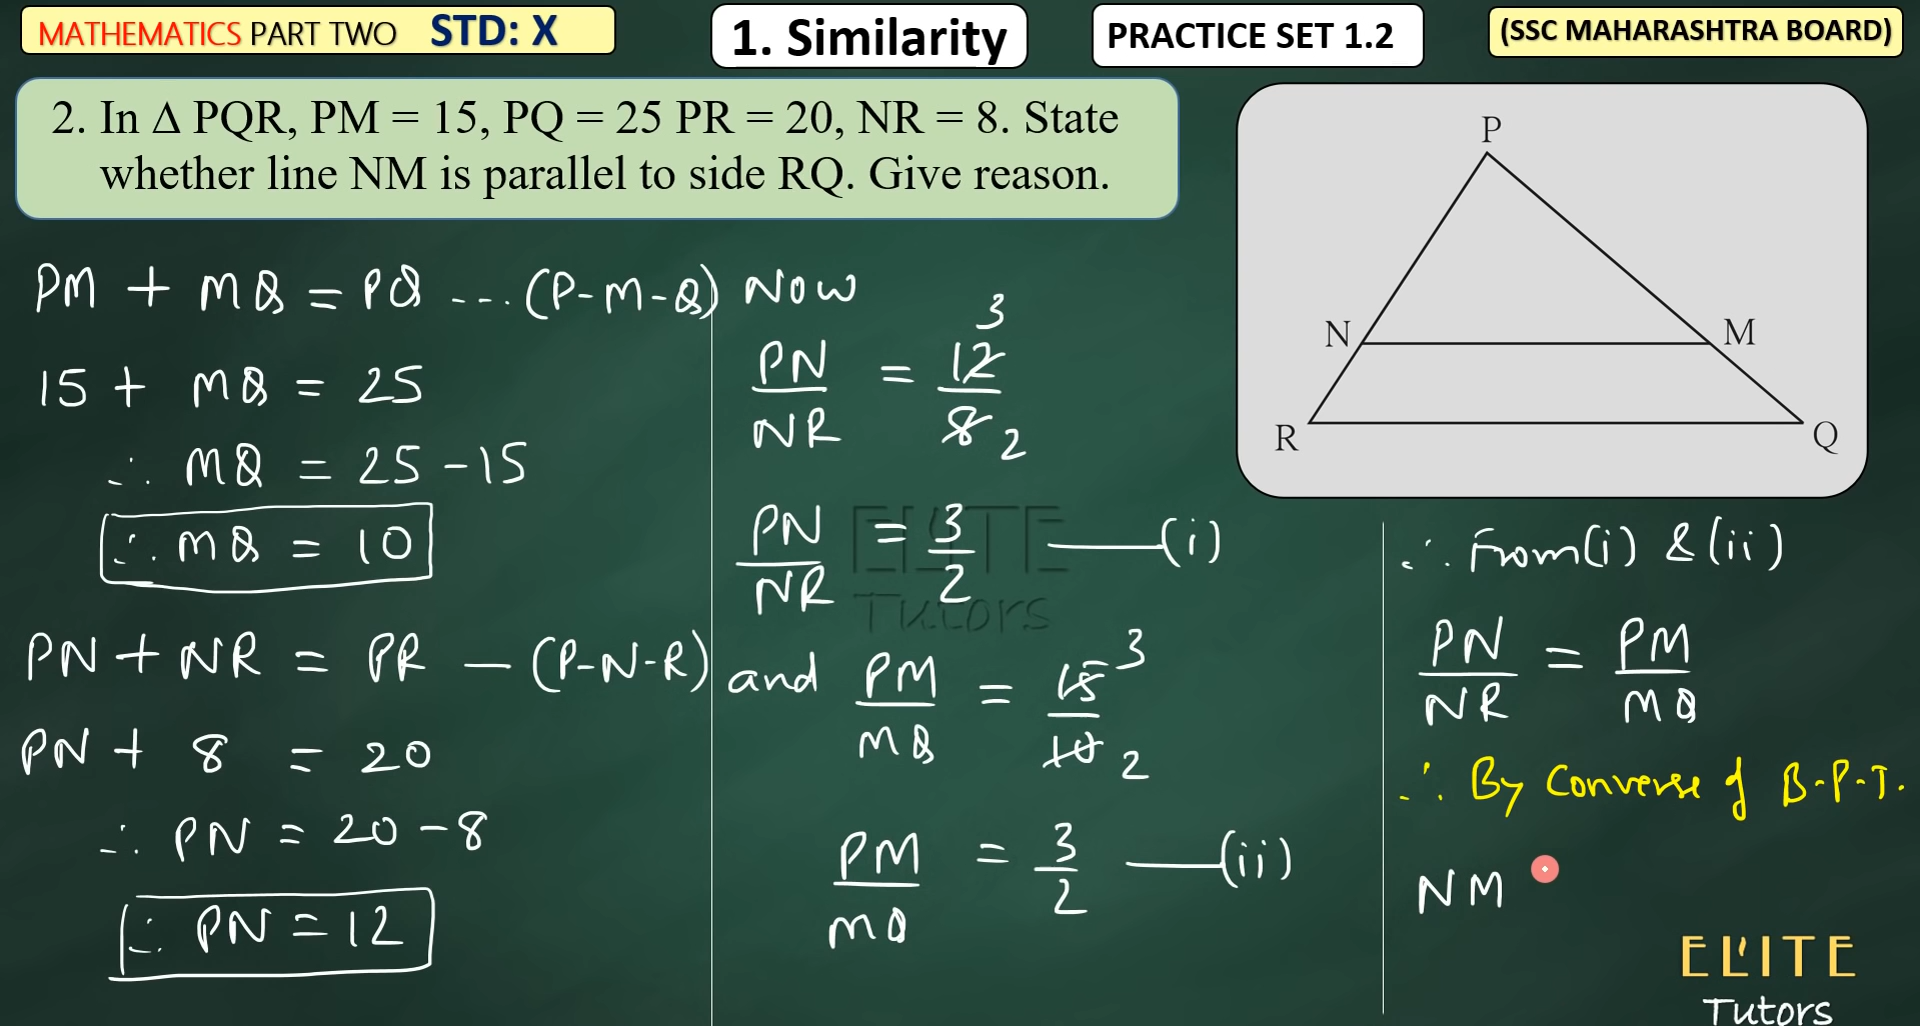 MATHEMATICS PART TWO STD: X
1. Similarity
PRACTICE SET 1.2
(SSC MAHARASHTRA BOARD)
2. In Δ PQR, PM = 15, PQ = 25 PR = 20, NR = 8. State
whether line NM is parallel to side RQ. Give reason.
P
N
M
R
Q
PM + MQ = PQ ... (P-M-Q)
15 + MQ = 25
∴ MQ = 25 - 15
∴ MQ = 10
PN + NR = PR — (P-N-R)
PN + 8 = 20
∴ PN = 20 - 8
∴ PN = 12
Now
3
PN = 12
NR 8 2
PN = 3 —(i)
NR 2
ELITE
Tutors
and PM = 15 3
MQ 10 2
PM = 3 —(ii)
MQ 2
∴ From (i) & (ii)
PN = PM
NR MQ
∴ By Converse of B.P.T.
NM
ELITE
Tutors